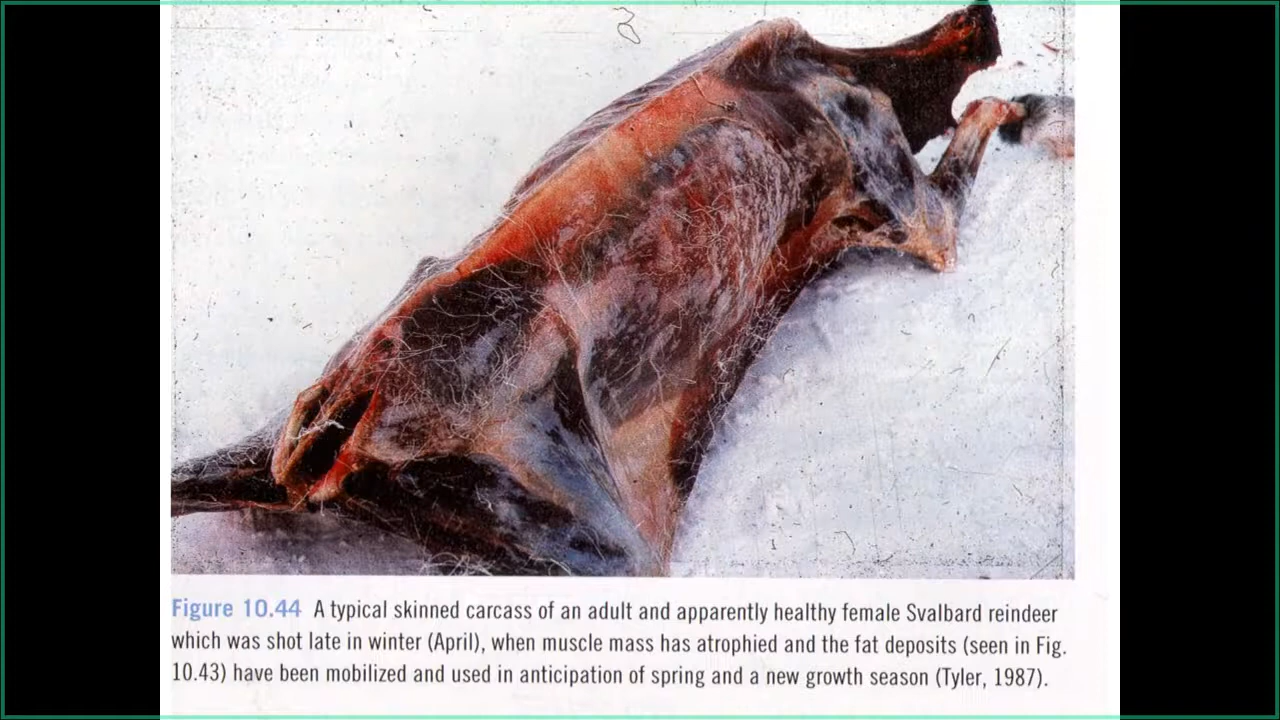 Figure 10.44 A typical skinned carcass of an adult and apparently healthy female Svalbard reindeer
which was shot late in winter (April), when muscle mass has atrophied and the fat deposits (seen in Fig.
10.43) have been mobilized and used in anticipation of spring and a new growth season (Tyler, 1987).